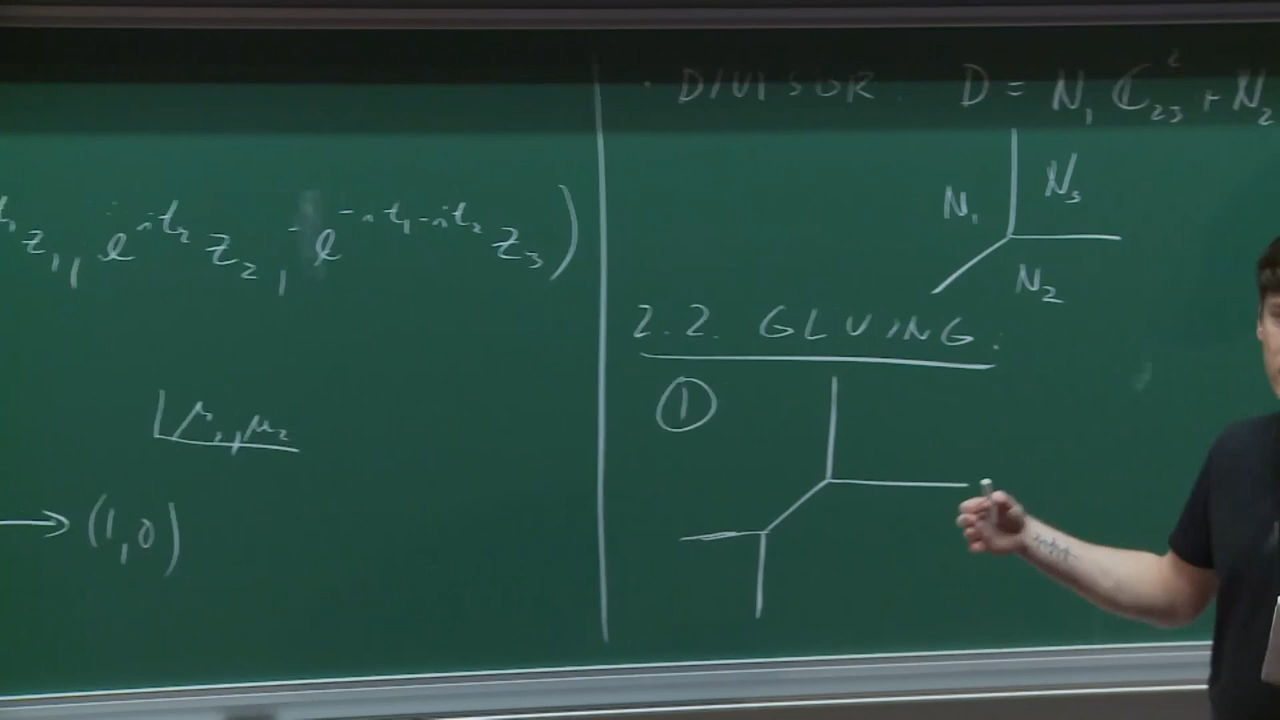 z₁, e^{it₂} z₂, e^{-it₁-it₂} z₃)
μ₁, μ₂
→ (1,0)
· DIVISOR D = N₁ ℂ²₂₃ + N₂
N₁ N₃
N₂
2.2. GLUING:
①